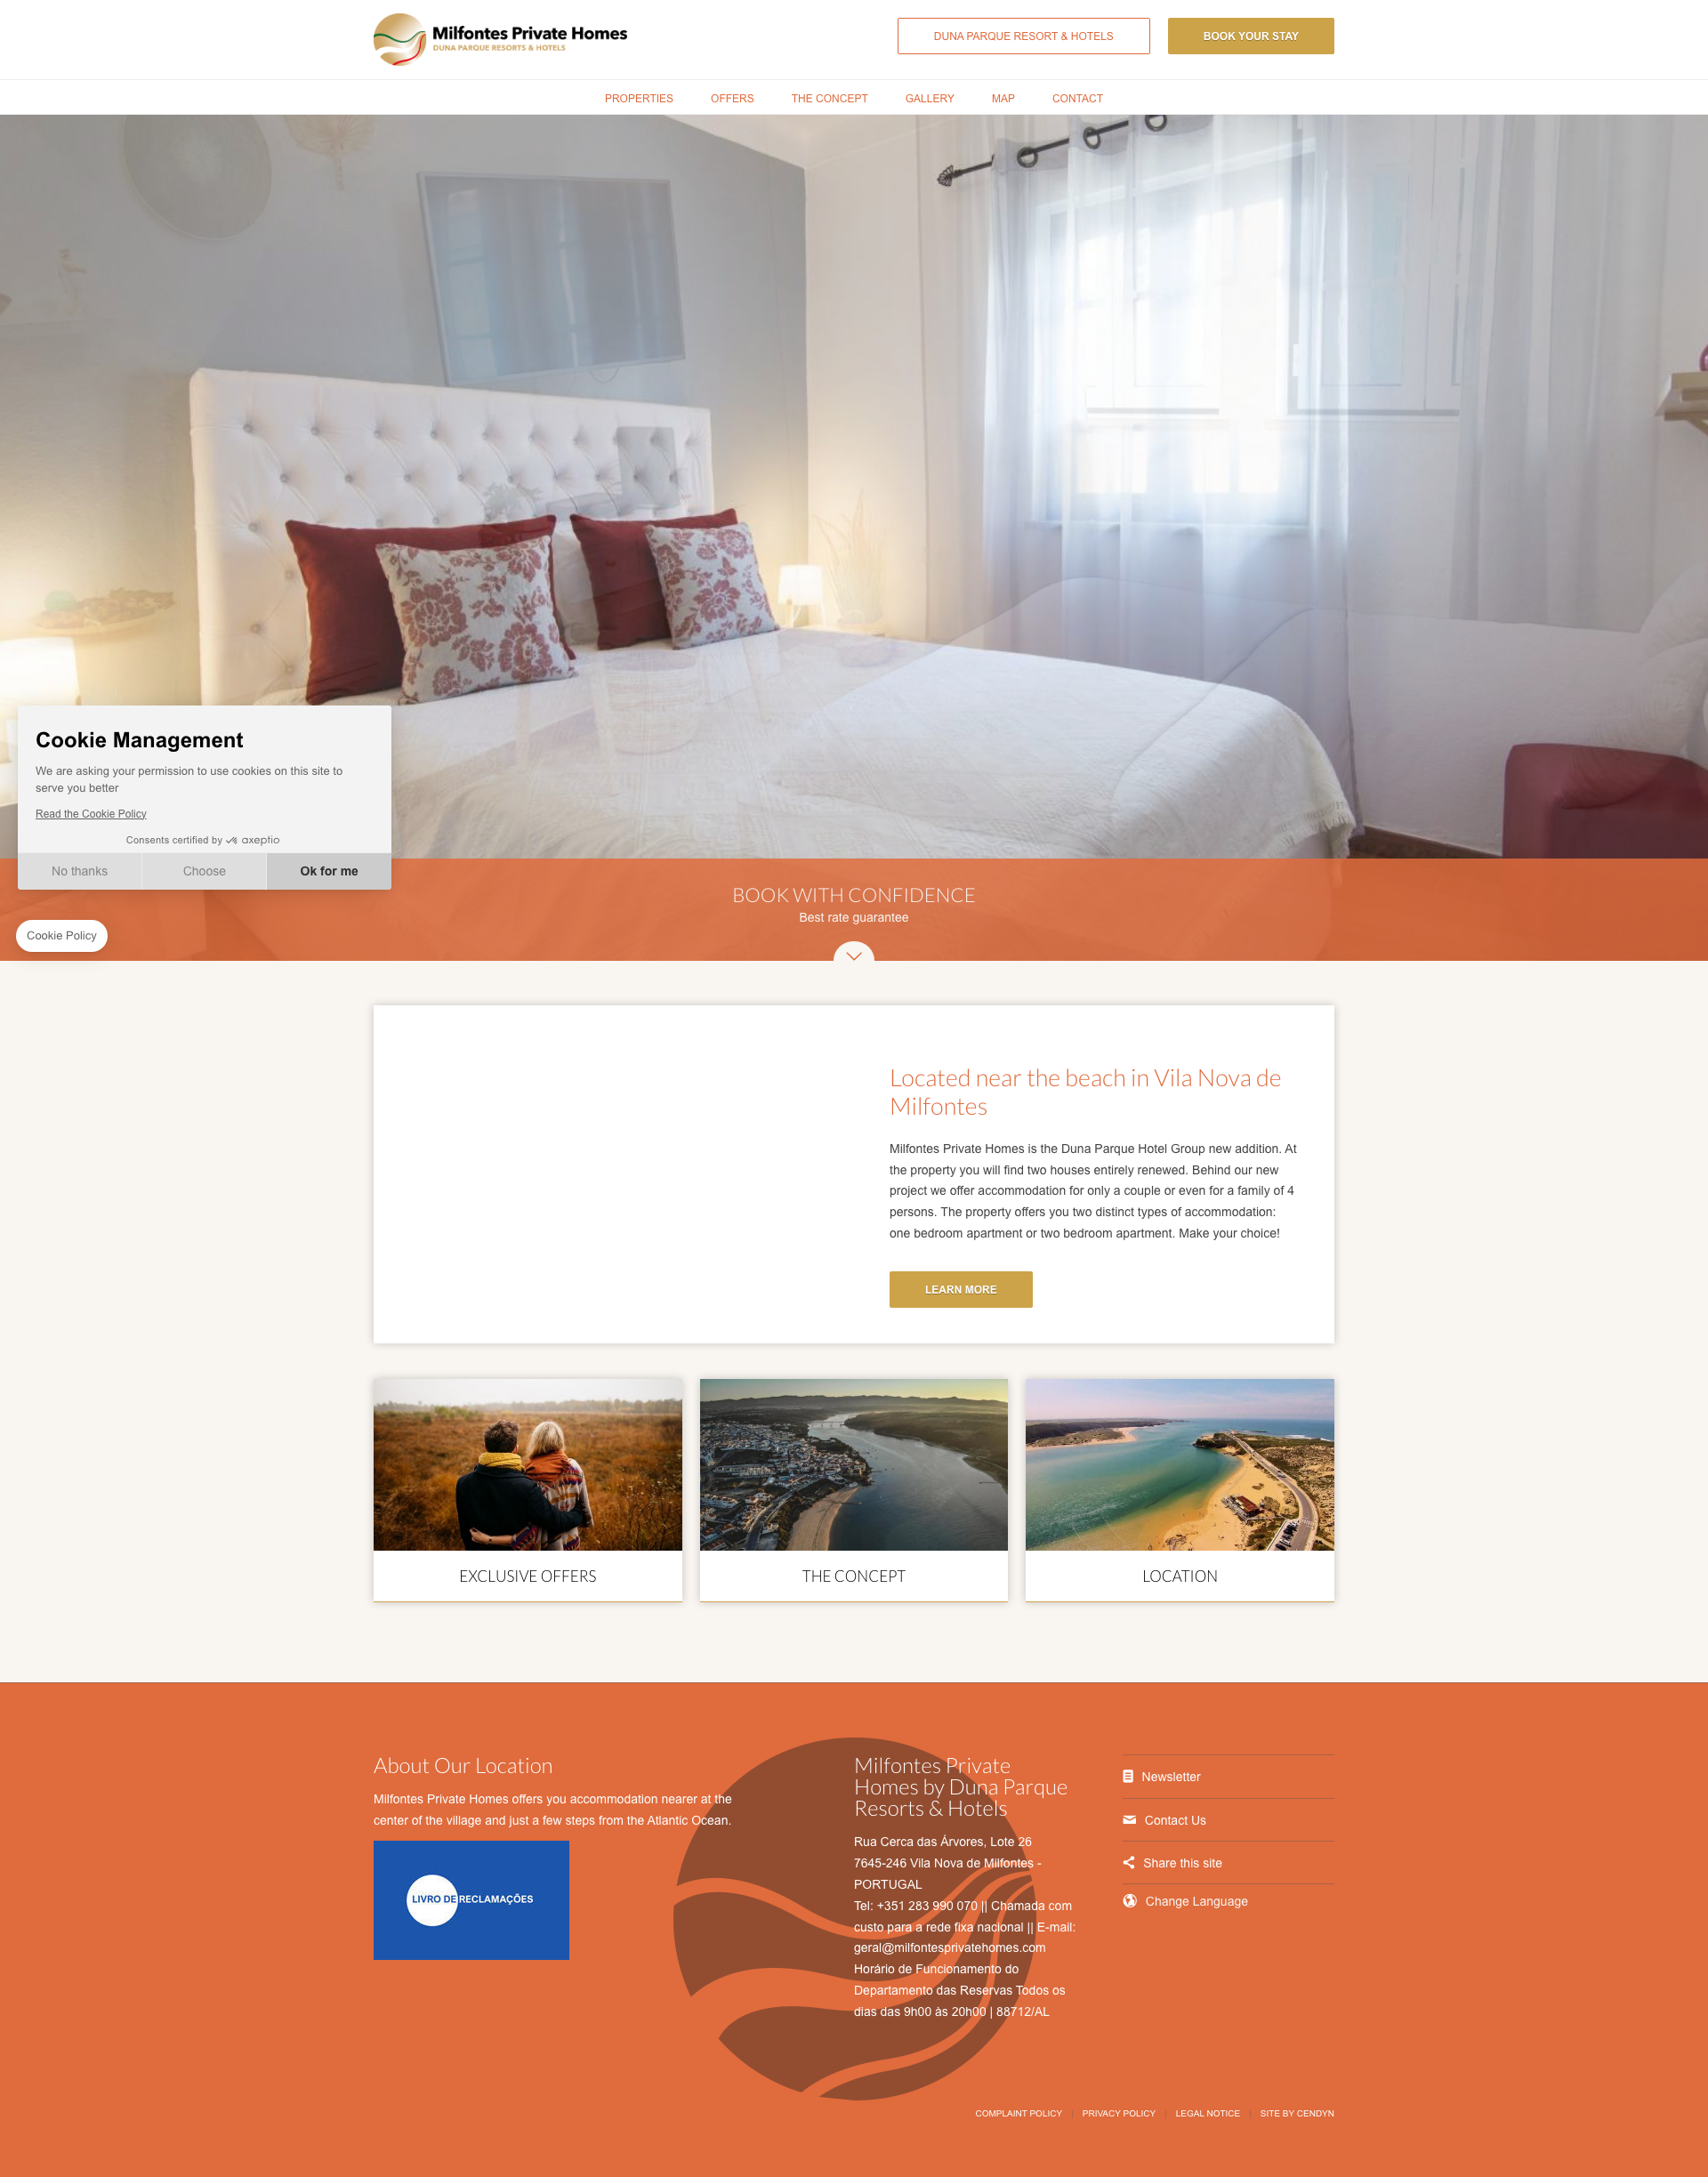 Milfontes Private Homes
DUNA PARQUE RESORTS & HOTELS
DUNA PARQUE RESORT & HOTELS
BOOK YOUR STAY
PROPERTIES
OFFERS
THE CONCEPT
GALLERY
MAP
CONTACT
Cookie Management
We are asking your permission to use cookies on this site to
serve you better
Read the Cookie Policy
Consents certified by axeptio
No thanks
Choose
Ok for me
BOOK WITH CONFIDENCE
Best rate guarantee
Cookie Policy
Located near the beach in Vila Nova de
Milfontes
Milfontes Private Homes is the Duna Parque Hotel Group new addition. At
the property you will find two houses entirely renewed. Behind our new
project we offer accommodation for only a couple or even for a family of 4
persons. The property offers you two distinct types of accommodation:
one bedroom apartment or two bedroom apartment. Make your choice!
LEARN MORE
EXCLUSIVE OFFERS
THE CONCEPT
LOCATION
About Our Location
Milfontes Private Homes offers you accommodation nearer at the
center of the village and just a few steps from the Atlantic Ocean.
LIVRO DE RECLAMAÇÕES
Milfontes Private
Homes by Duna Parque
Resorts & Hotels
Rua Cerca das Árvores, Lote 26
7645-246 Vila Nova de Milfontes -
PORTUGAL
Tel: +351 283 990 070 || Chamada com
custo para a rede fixa nacional || E-mail:
geral@milfontesprivatehomes.com
Horário de Funcionamento do
Departamento das Reservas Todos os
dias das 9h00 às 20h00 | 88712/AL
Newsletter
Contact Us
Share this site
Change Language
COMPLAINT POLICY | PRIVACY POLICY | LEGAL NOTICE | SITE BY CENDYN